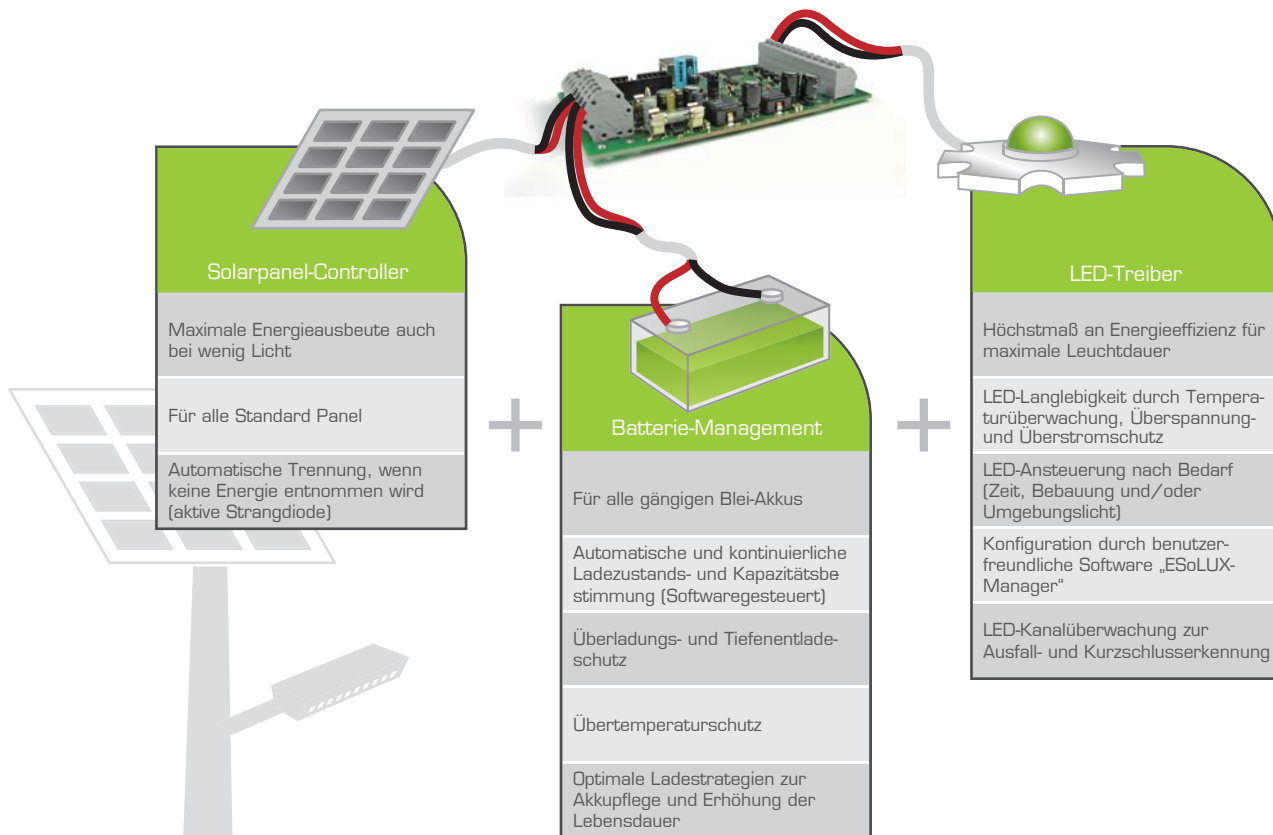 Solarpanel-Controller
Maximale Energieausbeute auch
bei wenig Licht
Für alle Standard Panel
Automatische Trennung, wenn
keine Energie entnommen wird
(aktive Strangdiode)
Batterie-Management
Für alle gängigen Blei-Akkus
Automatische und kontinuierliche
Ladezustands- und Kapazitätsbe
stimmung (Softwaregesteuert)
Überladungs- und Tiefenentlade-
schutz
Übertemperaturschutz
Optimale Ladestrategien zur
Akkupflege und Erhöhung der
Lebensdauer
LED-Treiber
Höchstmaß an Energieeffizienz für
maximale Leuchtdauer
LED-Langlebigkeit durch Tempera-
turüberwachung, Überspannung-
und Überstromschutz
LED-Ansteuerung nach Bedarf
(Zeit, Bebauung und/oder
Umgebungslicht)
Konfiguration durch benutzer-
freundliche Software „ESoLUX-
Manager“
LED-Kanalüberwachung zur
Ausfall- und Kurzschlusserkennung